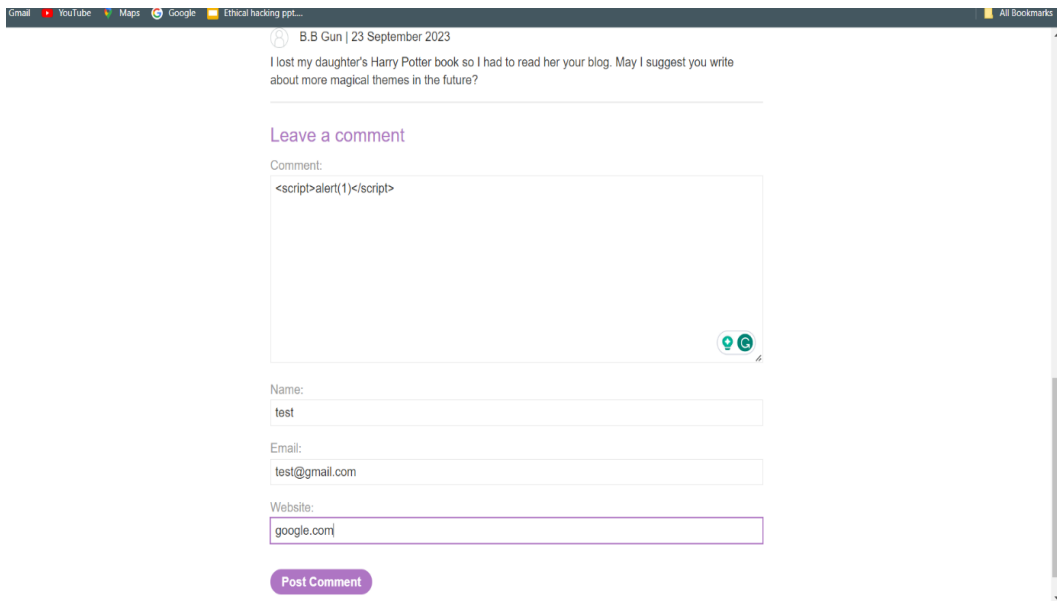 Gmail YouTube Maps Google Ethical hacking ppt.... All Bookmarks
B.B Gun | 23 September 2023
I lost my daughter's Harry Potter book so I had to read her your blog. May I suggest you write
about more magical themes in the future?
Leave a comment
Comment:
<script>alert(1)</script>
Name:
test
Email:
test@gmail.com
Website:
google.com
Post Comment